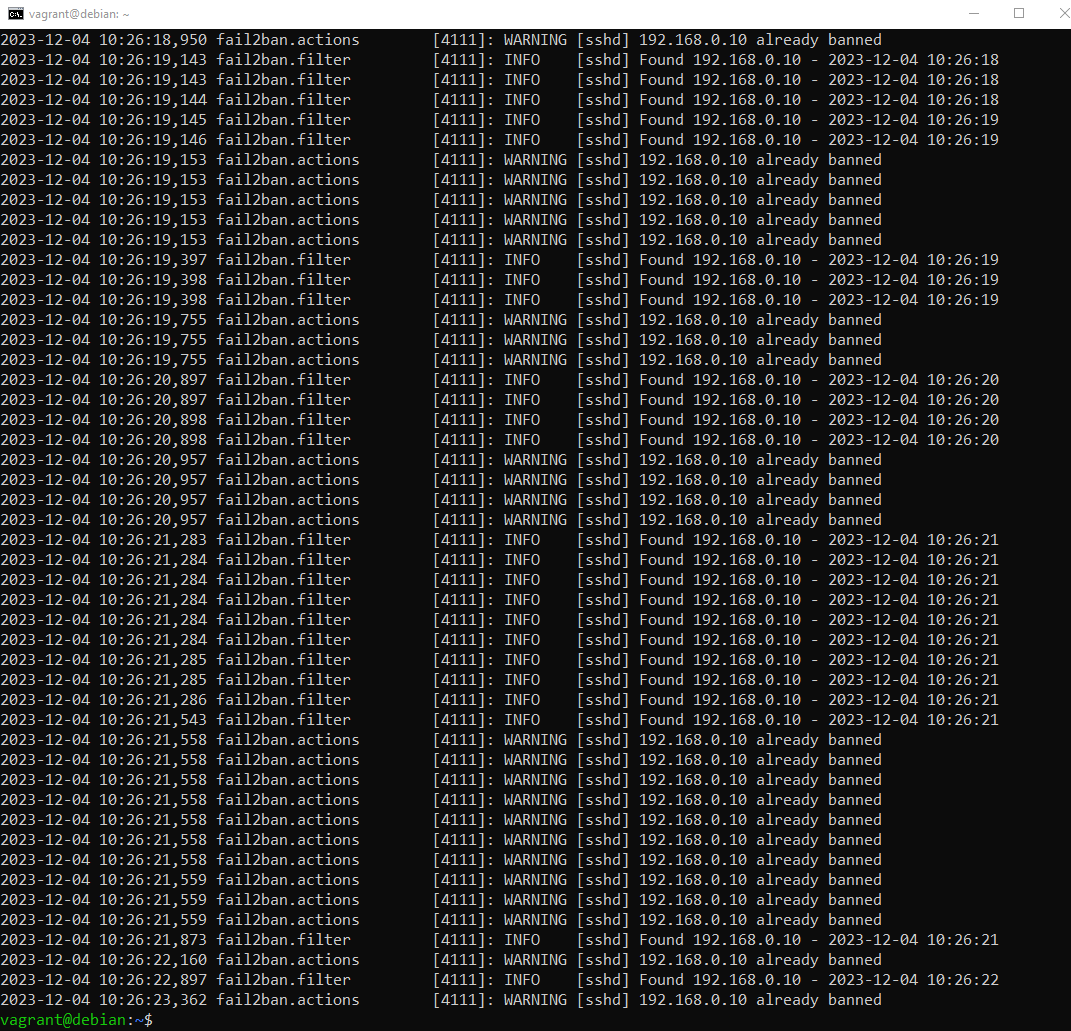 vagrant@debian: ~
2023-12-04 10:26:18,950 fail2ban.actions        [4111]: WARNING [sshd] 192.168.0.10 already banned
2023-12-04 10:26:19,143 fail2ban.filter         [4111]: INFO    [sshd] Found 192.168.0.10 - 2023-12-04 10:26:18
2023-12-04 10:26:19,143 fail2ban.filter         [4111]: INFO    [sshd] Found 192.168.0.10 - 2023-12-04 10:26:18
2023-12-04 10:26:19,144 fail2ban.filter         [4111]: INFO    [sshd] Found 192.168.0.10 - 2023-12-04 10:26:18
2023-12-04 10:26:19,145 fail2ban.filter         [4111]: INFO    [sshd] Found 192.168.0.10 - 2023-12-04 10:26:19
2023-12-04 10:26:19,146 fail2ban.filter         [4111]: INFO    [sshd] Found 192.168.0.10 - 2023-12-04 10:26:19
2023-12-04 10:26:19,153 fail2ban.actions        [4111]: WARNING [sshd] 192.168.0.10 already banned
2023-12-04 10:26:19,153 fail2ban.actions        [4111]: WARNING [sshd] 192.168.0.10 already banned
2023-12-04 10:26:19,153 fail2ban.actions        [4111]: WARNING [sshd] 192.168.0.10 already banned
2023-12-04 10:26:19,153 fail2ban.actions        [4111]: WARNING [sshd] 192.168.0.10 already banned
2023-12-04 10:26:19,153 fail2ban.actions        [4111]: WARNING [sshd] 192.168.0.10 already banned
2023-12-04 10:26:19,397 fail2ban.filter         [4111]: INFO    [sshd] Found 192.168.0.10 - 2023-12-04 10:26:19
2023-12-04 10:26:19,398 fail2ban.filter         [4111]: INFO    [sshd] Found 192.168.0.10 - 2023-12-04 10:26:19
2023-12-04 10:26:19,398 fail2ban.filter         [4111]: INFO    [sshd] Found 192.168.0.10 - 2023-12-04 10:26:19
2023-12-04 10:26:19,755 fail2ban.actions        [4111]: WARNING [sshd] 192.168.0.10 already banned
2023-12-04 10:26:19,755 fail2ban.actions        [4111]: WARNING [sshd] 192.168.0.10 already banned
2023-12-04 10:26:19,755 fail2ban.actions        [4111]: WARNING [sshd] 192.168.0.10 already banned
2023-12-04 10:26:20,897 fail2ban.filter         [4111]: INFO    [sshd] Found 192.168.0.10 - 2023-12-04 10:26:20
2023-12-04 10:26:20,897 fail2ban.filter         [4111]: INFO    [sshd] Found 192.168.0.10 - 2023-12-04 10:26:20
2023-12-04 10:26:20,898 fail2ban.filter         [4111]: INFO    [sshd] Found 192.168.0.10 - 2023-12-04 10:26:20
2023-12-04 10:26:20,898 fail2ban.filter         [4111]: INFO    [sshd] Found 192.168.0.10 - 2023-12-04 10:26:20
2023-12-04 10:26:20,957 fail2ban.actions        [4111]: WARNING [sshd] 192.168.0.10 already banned
2023-12-04 10:26:20,957 fail2ban.actions        [4111]: WARNING [sshd] 192.168.0.10 already banned
2023-12-04 10:26:20,957 fail2ban.actions        [4111]: WARNING [sshd] 192.168.0.10 already banned
2023-12-04 10:26:20,957 fail2ban.actions        [4111]: WARNING [sshd] 192.168.0.10 already banned
2023-12-04 10:26:21,283 fail2ban.filter         [4111]: INFO    [sshd] Found 192.168.0.10 - 2023-12-04 10:26:21
2023-12-04 10:26:21,284 fail2ban.filter         [4111]: INFO    [sshd] Found 192.168.0.10 - 2023-12-04 10:26:21
2023-12-04 10:26:21,284 fail2ban.filter         [4111]: INFO    [sshd] Found 192.168.0.10 - 2023-12-04 10:26:21
2023-12-04 10:26:21,284 fail2ban.filter         [4111]: INFO    [sshd] Found 192.168.0.10 - 2023-12-04 10:26:21
2023-12-04 10:26:21,284 fail2ban.filter         [4111]: INFO    [sshd] Found 192.168.0.10 - 2023-12-04 10:26:21
2023-12-04 10:26:21,284 fail2ban.filter         [4111]: INFO    [sshd] Found 192.168.0.10 - 2023-12-04 10:26:21
2023-12-04 10:26:21,285 fail2ban.filter         [4111]: INFO    [sshd] Found 192.168.0.10 - 2023-12-04 10:26:21
2023-12-04 10:26:21,285 fail2ban.filter         [4111]: INFO    [sshd] Found 192.168.0.10 - 2023-12-04 10:26:21
2023-12-04 10:26:21,286 fail2ban.filter         [4111]: INFO    [sshd] Found 192.168.0.10 - 2023-12-04 10:26:21
2023-12-04 10:26:21,543 fail2ban.filter         [4111]: INFO    [sshd] Found 192.168.0.10 - 2023-12-04 10:26:21
2023-12-04 10:26:21,558 fail2ban.actions        [4111]: WARNING [sshd] 192.168.0.10 already banned
2023-12-04 10:26:21,558 fail2ban.actions        [4111]: WARNING [sshd] 192.168.0.10 already banned
2023-12-04 10:26:21,558 fail2ban.actions        [4111]: WARNING [sshd] 192.168.0.10 already banned
2023-12-04 10:26:21,558 fail2ban.actions        [4111]: WARNING [sshd] 192.168.0.10 already banned
2023-12-04 10:26:21,558 fail2ban.actions        [4111]: WARNING [sshd] 192.168.0.10 already banned
2023-12-04 10:26:21,558 fail2ban.actions        [4111]: WARNING [sshd] 192.168.0.10 already banned
2023-12-04 10:26:21,558 fail2ban.actions        [4111]: WARNING [sshd] 192.168.0.10 already banned
2023-12-04 10:26:21,559 fail2ban.actions        [4111]: WARNING [sshd] 192.168.0.10 already banned
2023-12-04 10:26:21,559 fail2ban.actions        [4111]: WARNING [sshd] 192.168.0.10 already banned
2023-12-04 10:26:21,559 fail2ban.actions        [4111]: WARNING [sshd] 192.168.0.10 already banned
2023-12-04 10:26:21,873 fail2ban.filter         [4111]: INFO    [sshd] Found 192.168.0.10 - 2023-12-04 10:26:21
2023-12-04 10:26:22,160 fail2ban.actions        [4111]: WARNING [sshd] 192.168.0.10 already banned
2023-12-04 10:26:22,897 fail2ban.filter         [4111]: INFO    [sshd] Found 192.168.0.10 - 2023-12-04 10:26:22
2023-12-04 10:26:23,362 fail2ban.actions        [4111]: WARNING [sshd] 192.168.0.10 already banned
vagrant@debian:~$